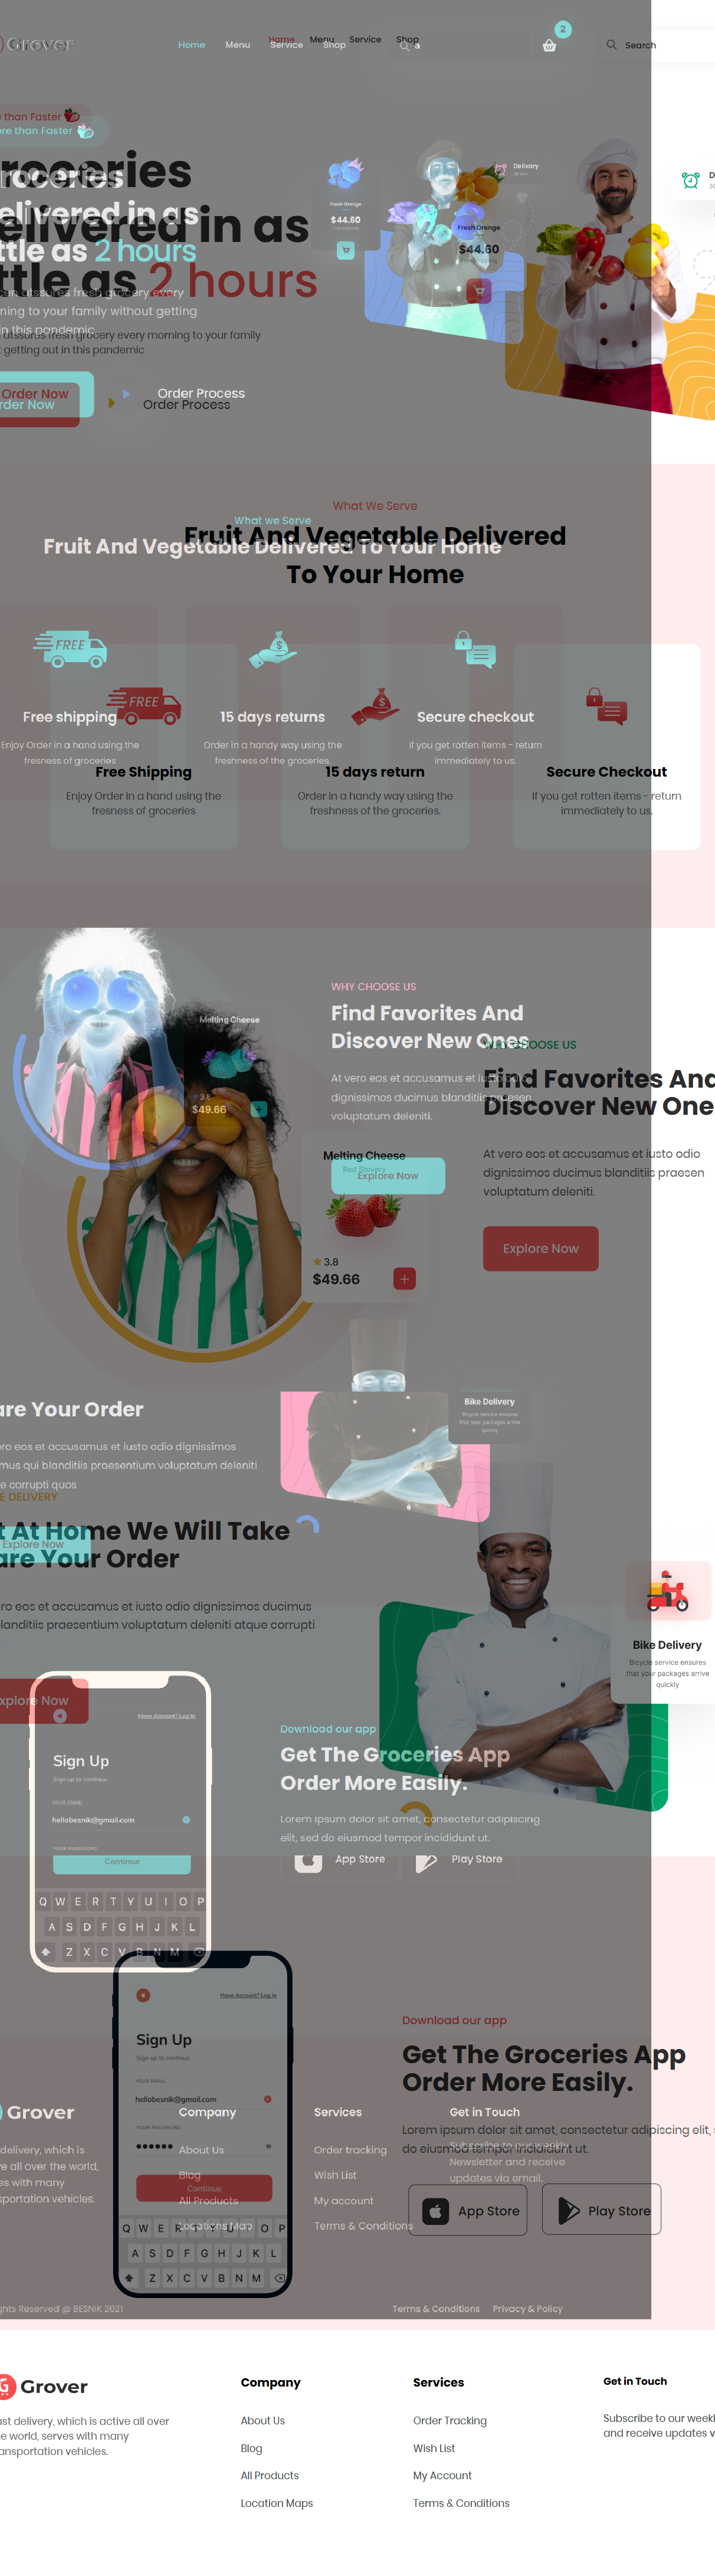 Grover
Home Menu Service Shop
Home Menu Service Shop
a
2
Search
than Faster
re than Faster
roceries
elivered in as
ttle as 2 hours
roceries
elivered in as
ttle as 2 hours
fresh grocery every
ning to your family without getting
in this pandemic
atssures fresh grocery every morning to your family
getting out in this pandemic
Order Now
rder Now
Order Process
Order Process
Fresh Orenge
$44.60
Fresh Orenge
$44.60
Delivary
What We Serve
What we Serve
Fruit And Vegetable Delivered
To Your Home
Fruit And Vegetable Delivered To Your Home
FREE
FREE
$
$
Free shipping
Enjoy Order in a hand using the
fresness of groceries
15 days returns
Order in a handy way using the
freshness of the groceries.
Secure checkout
If you get rotten items - return
immediately to us.
Free Shipping
Enjoy Order in a hand using the
fresness of groceries
15 days return
Order in a handy way using the
freshness of the groceries.
Secure Checkout
If you get rotten items - return
immediately to us.
WHY CHOOSE US
Find Favorites And
Discover New Ones
At vero eos et accusamus et iusto odio
dignissimos ducimus blanditiis praesen
voluptatum deleniti.
Explore Now
Melting Cheese
3.8
$49.66
+
WHY CHOOSE US
Find Favorites And
Discover New One
At vero eos et accusamus et iusto odio
dignissimos ducimus blanditiis praesen
voluptatum deleniti.
Explore Now
Melting Cheese
Red Stovery
3.8
$49.66
+
are Your Order
ro eos et accusamus et iusto odio dignissimos
mus qui blanditiis praesentium voluptatum deleniti
e corrupti quos
Explore Now
Bike Delivery
Bicycle service ensures
that your packages arrive
quickly
E DELIVERY
t At Home We Will Take
are Your Order
ro eos et accusamus et iusto odio dignissimos ducimus
landitiis praesentium voluptatum deleniti atque corrupti
xplore Now
Bike Delivery
Bicycle service ensures
that your packages arrive
quickly
Have Account? Log In
Sign Up
Sign up to continue.
YOUR EMAIL
hellobesnik@gmail.com
YOUR PASSWORD
Continue
Q W E R T Y U I O P
A S D F G H J K L
Z X C V B N M
Download our app
Get The Groceries App
Order More Easily.
Lorem ipsum dolor sit amet, consectetur adipiscing
elit, sed do eiusmod tempor incididunt ut.
App Store
Play Store
Have Account? Log In
Sign Up
Sign up to continue.
YOUR EMAIL
hellobesnik@gmail.com
YOUR PASSWORD
Continue
A S D F G H J K L
Z X C V B N M
Download our app
Get The Groceries App
Order More Easily.
Lorem ipsum dolor sit amet, consectetur adipiscing elit,
do eiusmod tempor incididunt ut.
App Store
Play Store
Grover
delivery, which is
e all over the world,
es with many
sportation vehicles.
Company
About Us
Blog
All Products
Locations Map
Services
Order tracking
Wish List
My account
Terms & Conditions
Get in Touch
Subscribe to our weekly
Newsletter and receive
updates via email.
ghts Reserved @ BESNIK 2021
Terms & Conditions
Privacy & Policy
Grover
ast delivery, which is active all over
e world, serves with many
ansportation vehicles.
Company
About Us
Blog
All Products
Location Maps
Services
Order Tracking
Wish List
My Account
Terms & Conditions
Get in Touch
Subscribe to our weekl
and receive updates v